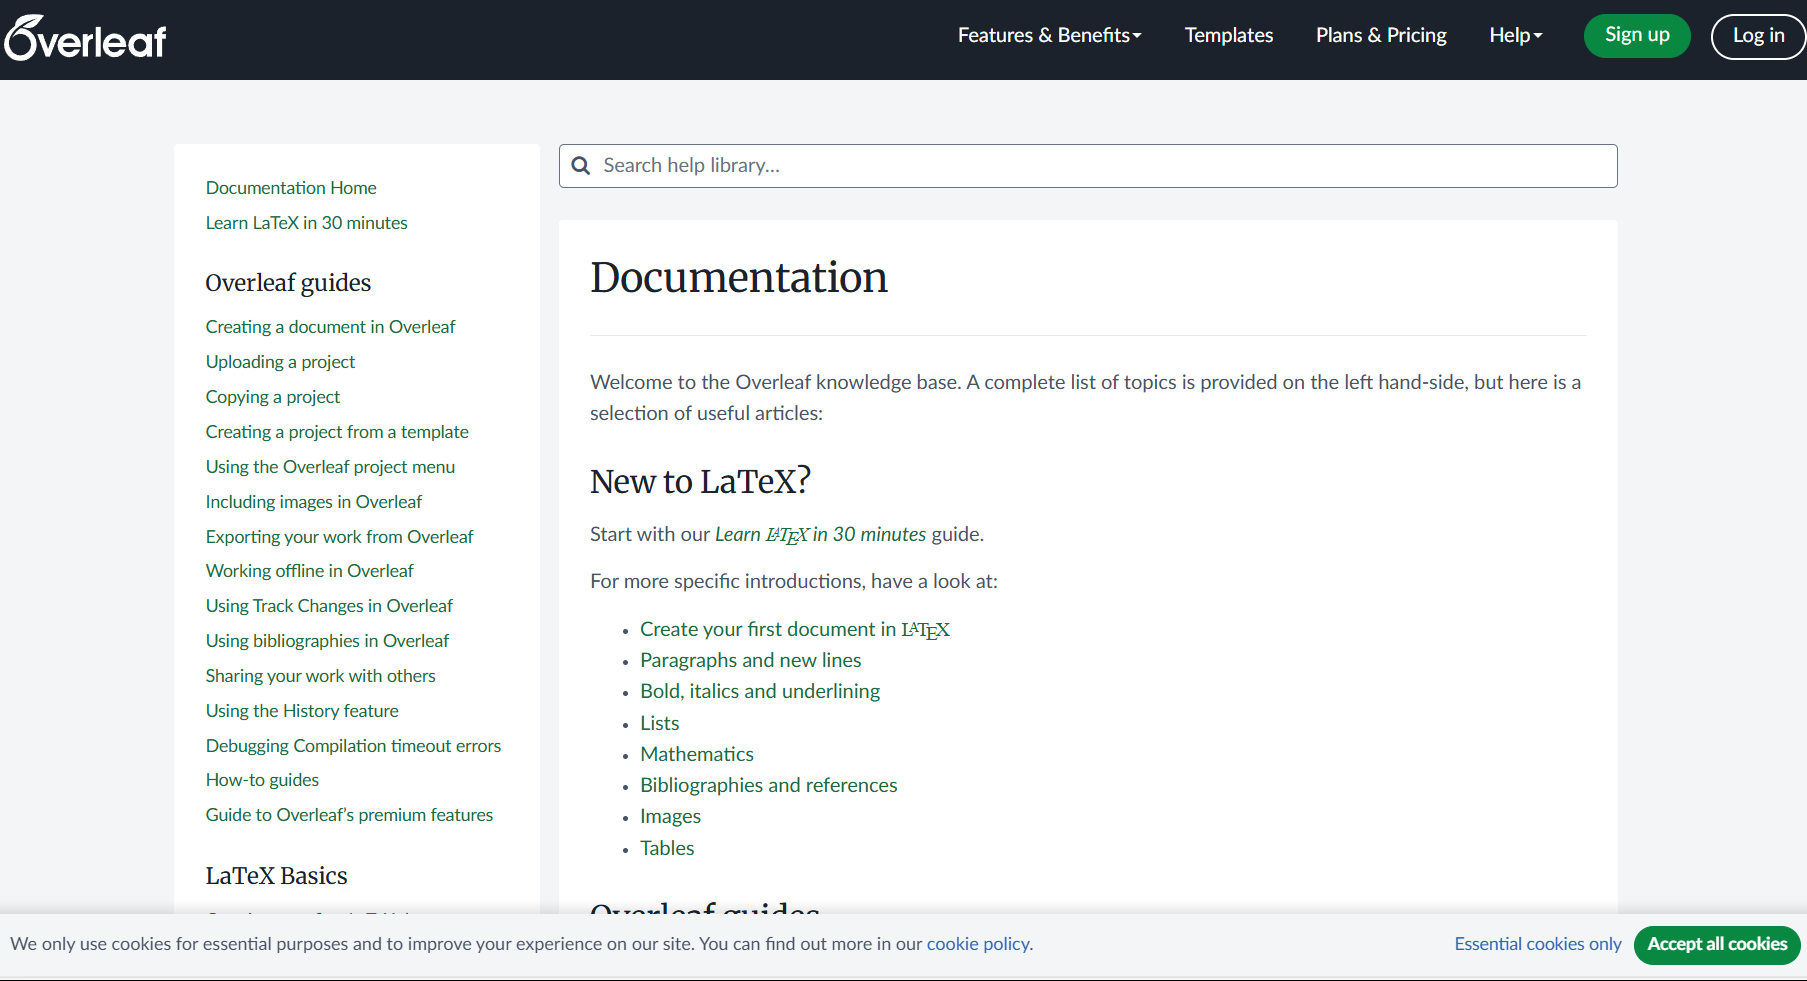 Overleaf
Features & Benefits
Templates
Plans & Pricing
Help
Sign up
Log in
Documentation Home
Learn LaTeX in 30 minutes
Overleaf guides
Creating a document in Overleaf
Uploading a project
Copying a project
Creating a project from a template
Using the Overleaf project menu
Including images in Overleaf
Exporting your work from Overleaf
Working offline in Overleaf
Using Track Changes in Overleaf
Using bibliographies in Overleaf
Sharing your work with others
Using the History feature
Debugging Compilation timeout errors
How-to guides
Guide to Overleaf's premium features
LaTeX Basics
Search help library...
Documentation
Welcome to the Overleaf knowledge base. A complete list of topics is provided on the left hand-side, but here is a
selection of useful articles:
New to LaTeX?
Start with our Learn LATEX in 30 minutes guide.
For more specific introductions, have a look at:
• Create your first document in LATEX
• Paragraphs and new lines
• Bold, italics and underlining
• Lists
• Mathematics
• Bibliographies and references
• Images
• Tables
Overleaf guides
We only use cookies for essential purposes and to improve your experience on our site. You can find out more in our cookie policy.
Essential cookies only
Accept all cookies